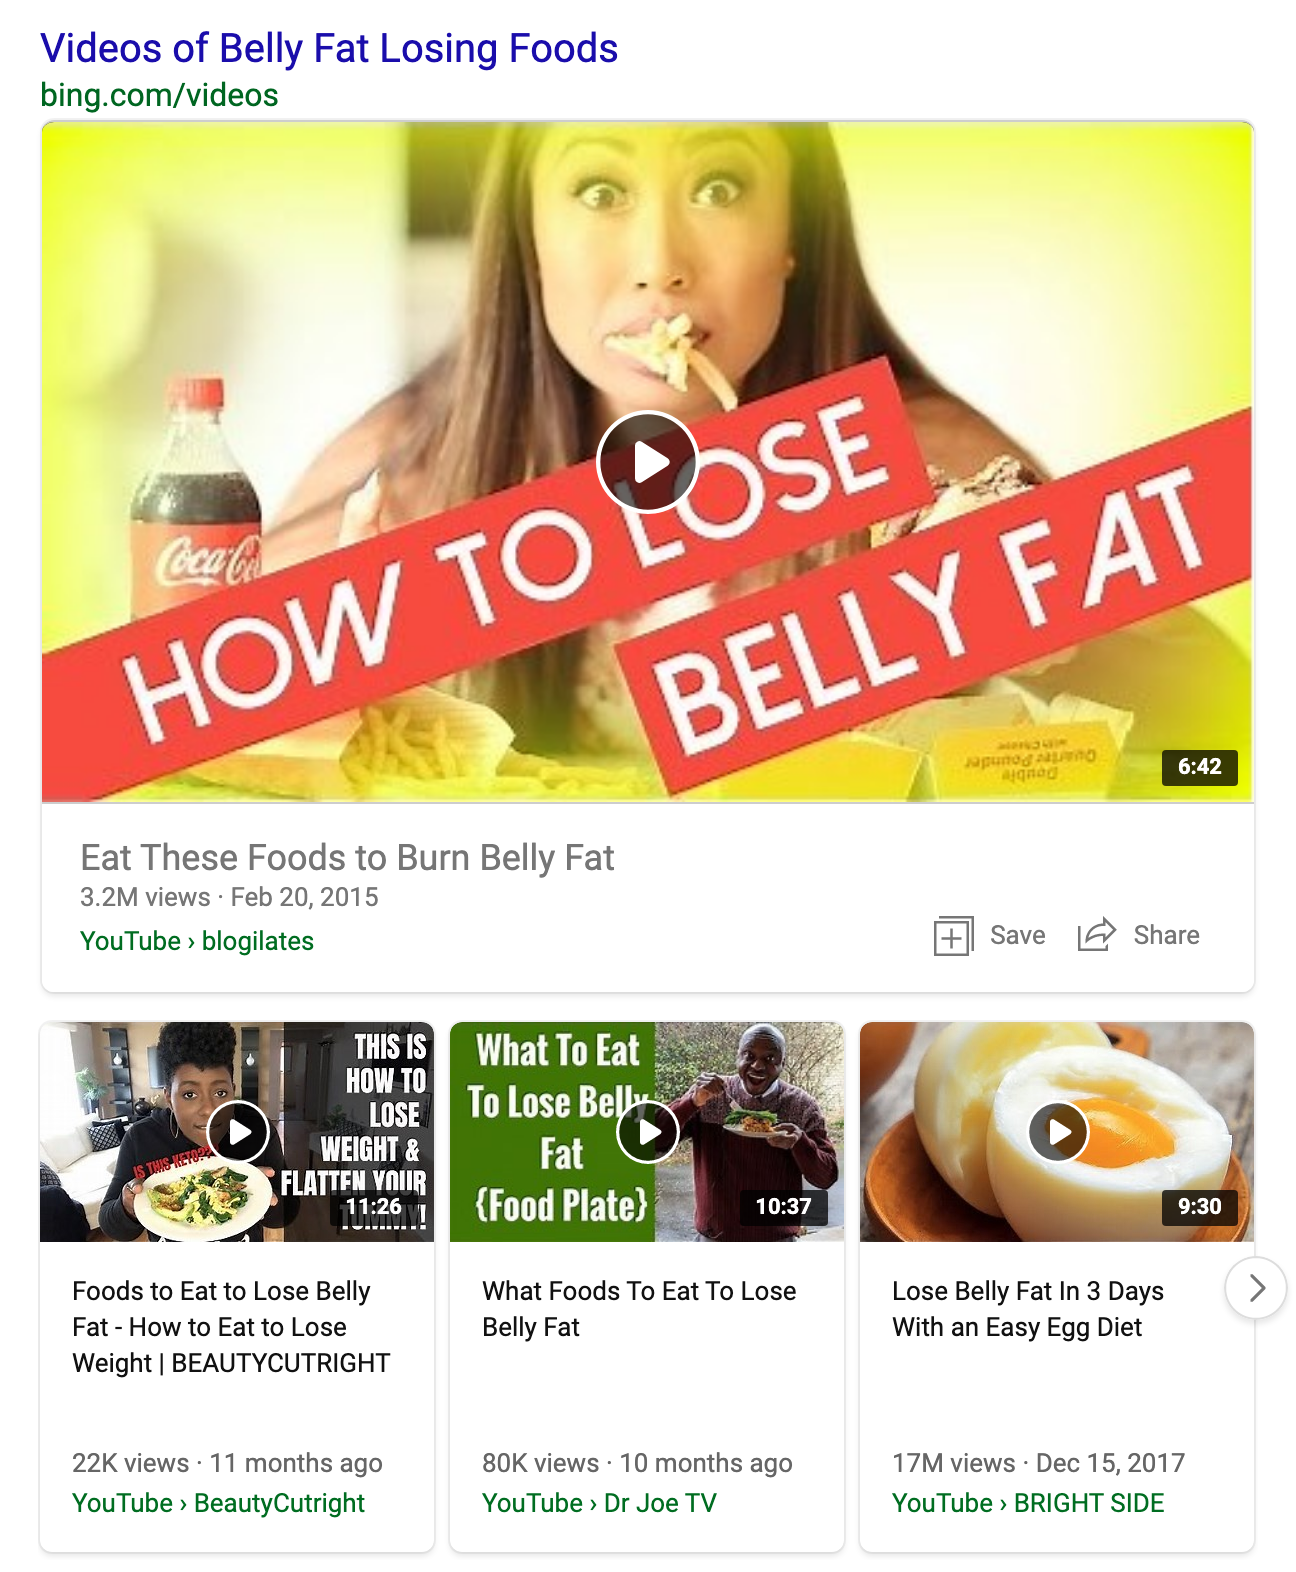 Videos of Belly Fat Losing Foods
bing.com/videos
Coca-Co
HOW TO LOSE
BELLY FAT
Double
Quarter Pounder
with Cheese
6:42
Eat These Foods to Burn Belly Fat
3.2M views · Feb 20, 2015
YouTube › blogilates
Save
Share
THIS IS
HOW TO
LOSE
WEIGHT &
FLATTEN YOUR
TUMMY!
IS THIS KETO??
11:26
Foods to Eat to Lose Belly
Fat - How to Eat to Lose
Weight | BEAUTYCUTRIGHT
22K views · 11 months ago
YouTube › BeautyCutright
What To Eat
To Lose Belly
Fat
{Food Plate}
10:37
What Foods To Eat To Lose
Belly Fat
80K views · 10 months ago
YouTube › Dr Joe TV
9:30
Lose Belly Fat In 3 Days
With an Easy Egg Diet
17M views · Dec 15, 2017
YouTube › BRIGHT SIDE